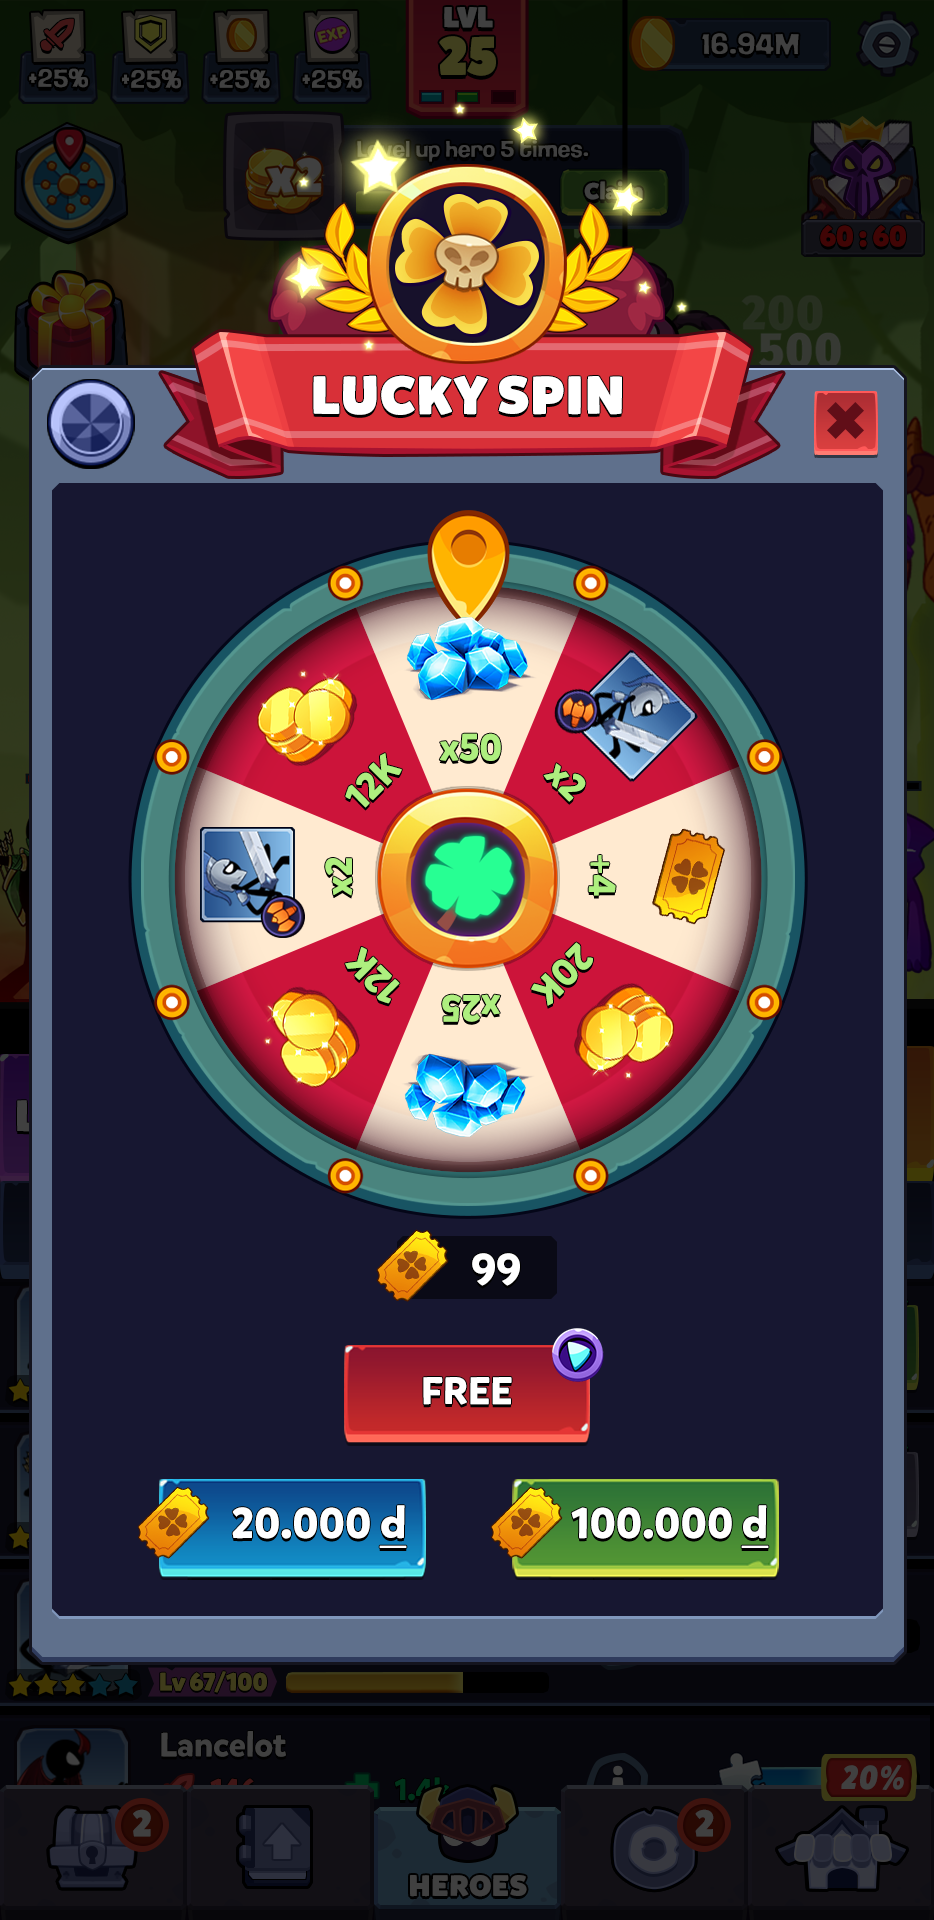 LVL
25
16.94M
EXP
+25%
+25%
+25%
+25%
Level up hero 5 times.
x2
60:60
200
500
LUCKY SPIN
x50
12K
x2
x2
+4
12K
20K
x25
99
FREE
20.000 đ
100.000 đ
Lv 67/100
Lancelot
20%
2
2
HEROES